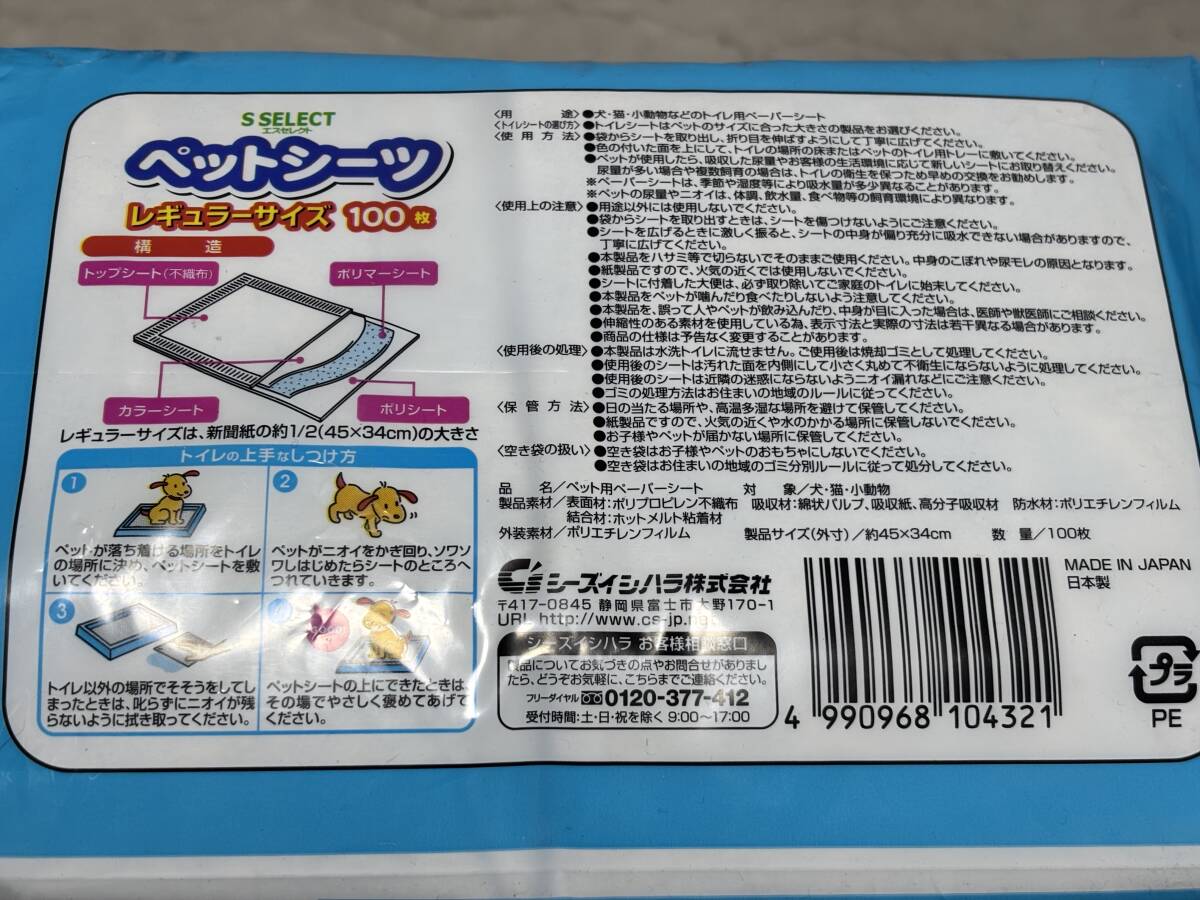 S SELECT
エスセレクト
ペットシーツ
レギュラーサイズ 100枚
構造
トップシート(不織布)
ポリマーシート
カラーシート
ポリシート
レギュラーサイズは、新聞紙の約1/2(45×34cm)の大きさ
トイレの上手なしつけ方
1
ペットが落ち着ける場所をトイレ
の場所に決め、ペットシートを敷
いてください。
2
ペットがニオイをかぎ回り、ソワソ
ワしはじめたらシートのところへ
つれていきます。
3
トイレ以外の場所でそそうをしてし
まったときは、叱らずにニオイが残
らないように拭き取ってください。
ペットシートの上にできたときは、
その場でやさしく褒めてあげて
ください。
〈用途〉●犬・猫・小動物などのトイレ用ペーパーシート
〈トイレシートの選び方〉●トイレシートはペットのサイズに合った大きさの製品をお選びください。
〈使用方法〉●袋からシートを取り出し、折り目を伸ばすようにして丁寧に広げてください。
●色の付いた面を上にして、トイレの場所の床またはペットのトイレ用トレーに敷いてください。
●ペットが使用したら、吸収した尿量やお客様の生活環境に応じて新しいシートにお取り替えください。
尿量が多い場合や複数飼育の場合は、トイレの衛生を保つため早めの交換をお勧めします。
※ペーパーシートは、季節や湿度等により吸水量が多少異なることがあります。
※ペットの尿量やニオイは、体調、飲水量、食べ物等の飼育環境により異なります。
〈使用上の注意〉●用途以外には使用しないでください。
●袋からシートを取り出すときは、シートを傷つけないようにご注意ください。
●シートを広げるときに激しく振ると、シートの中身が偏り充分に吸水できない場合がありますので、
丁寧に広げてください。
●本製品をハサミ等で切らないでそのままご使用ください。中身のこぼれや尿モレの原因となります。
●紙製品ですので、火気の近くでは使用しないでください。
●シートに付着した大便は、必ず取り除いてご家庭のトイレに始末してください。
●本製品をペットが噛んだり食べたりしないよう注意してください。
●本製品を、誤って人やペットが飲み込んだり、中身が目に入った場合は、医師や獣医師にご相談ください。
●伸縮性のある素材を使用している為、表示寸法と実際の寸法は若干異なる場合があります。
●商品の仕様は予告なく変更することがあります。
〈使用後の処理〉●本製品は水洗トイレに流せません。ご使用後は焼却ゴミとして処理してください。
●使用後のシートは汚れた面を内側にして小さく丸めて不衛生にならないように処理してください。
●使用後のシートは近隣の迷惑にならないようニオイ漏れなどにご注意ください。
●ゴミの処理方法はお住まいの地域のルールに従ってください。
〈保管方法〉●日の当たる場所や、高温多湿な場所を避けて保管してください。
●紙製品ですので、火気の近くや水のかかる場所に保管しないでください。
●お子様やペットが届かない場所に保管してください。
〈空き袋の扱い〉●空き袋はお子様やペットのおもちゃにしないでください。
●空き袋はお住まいの地域のゴミ分別ルールに従って処分してください。
品名/ペット用ペーパーシート 対象/犬・猫・小動物
製品素材/表面材:ポリプロピレン不織布 吸収材:綿状パルプ、吸収紙、高分子吸収材 防水材:ポリエチレンフィルム
結合材:ホットメルト粘着材
外装素材/ポリエチレンフィルム 製品サイズ(外寸)/約45×34cm 数量/100枚
シーズイシハラ株式会社
〒417-0845 静岡県富士市大野170-1
URL http://www.cs-jp.net
シーズイシハラ お客様相談窓口
製品についてお気づきの点やお問合せがありまし
たら、どうぞお気軽に、こちらまでご連絡ください。
フリーダイヤル 0120-377-412
受付時間:土・日・祝を除く 9:00〜17:00
4 990968 104321
MADE IN JAPAN
日本製
プラ
PE